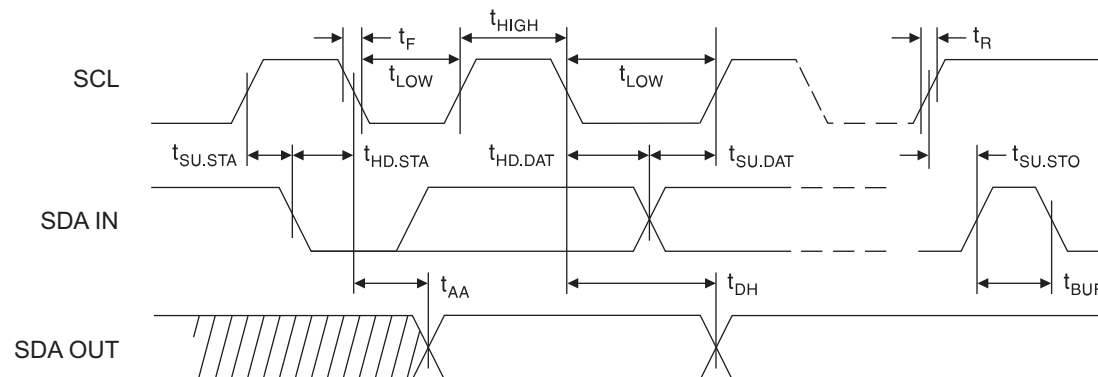 t_HIGH
t_F
t_R
SCL
t_LOW
t_LOW
t_SU.STA
t_HD.STA
t_HD.DAT
t_SU.DAT
t_SU.STO
SDA IN
t_AA
t_DH
t_BUF
SDA OUT